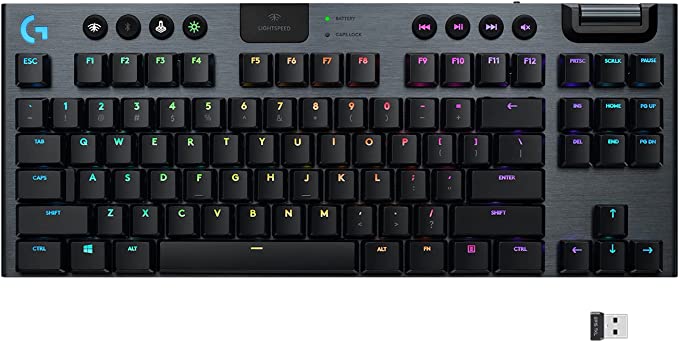 G
LIGHTSPEED
BATTERY
CAPS LOCK
ESC F1 F2 F3 F4 F5 F6 F7 F8 F9 F10 F11 F12 PRTSC SCRLK PAUSE
~ ! @ # $ % ^ & * ( ) _ +
` 1 2 3 4 5 6 7 8 9 0 - = ← INS HOME PG UP
TAB Q W E R T Y U I O P { [ } ] | \ DEL END PG DN
CAPS A S D F G H J K L : ; " ' ENTER
SHIFT Z X C V B N M < , > . ? / SHIFT ↑
CTRL ALT ALT FN CTRL ← ↓ →